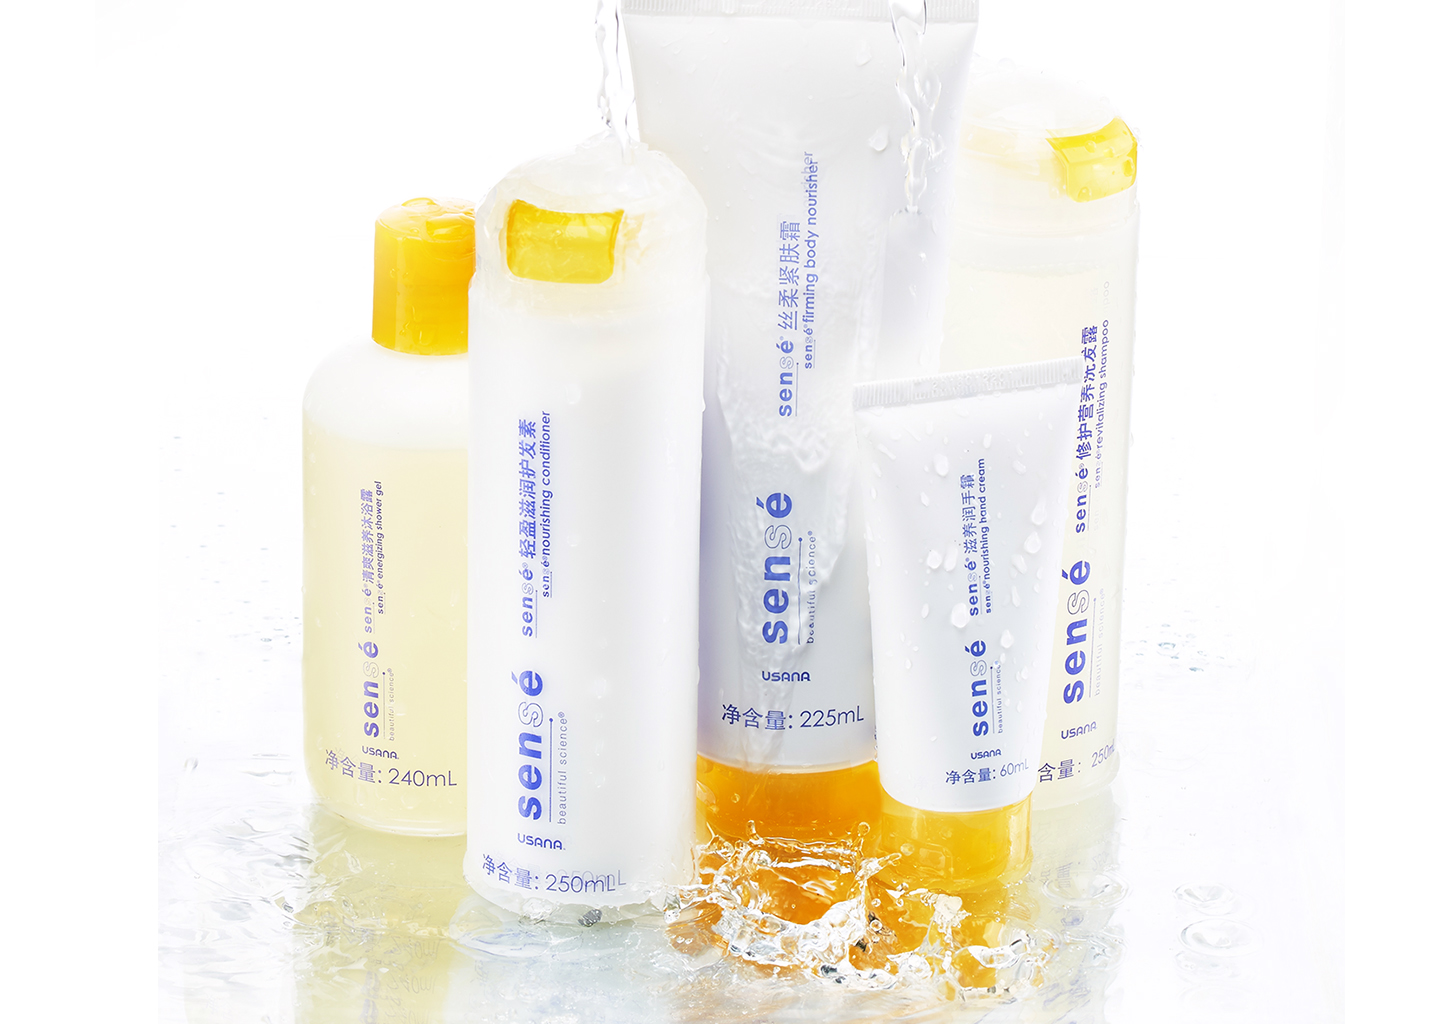 sensé® 清爽滋养沐浴露
sensé® energizing shower gel
sensé
beautiful science®
USANA
净含量: 240mL
sensé® 轻盈滋润护发素
sensé® nourishing conditioner
sensé
beautiful science®
USANA
净含量: 250mL
sensé® 丝柔紧肤霜
sensé® firming body nourisher
sensé
beautiful science®
USANA
净含量: 225mL
sensé® 滋养润手霜
sensé® nourishing hand cream
sensé
beautiful science®
USANA
净含量: 60mL
sensé® 修护营养洗发露
sensé® revitalizing shampoo
sensé
beautiful science®
USANA
含量: 250mL